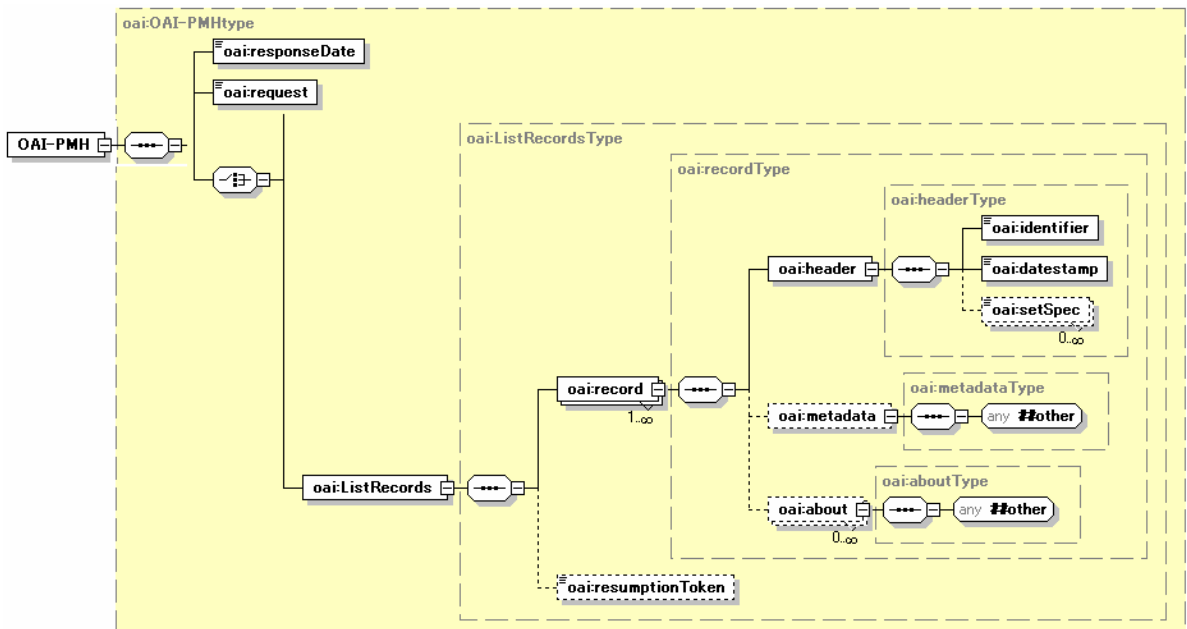 oai:OAI-PMHtype
oai:responseDate
oai:request
OAI-PMH
oai:ListRecordsType
oai:recordType
oai:headerType
oai:identifier
oai:header
oai:datestamp
oai:setSpec
0..∞
oai:record
1..∞
oai:metadataType
oai:metadata
any ##other
oai:ListRecords
oai:aboutType
oai:about
any ##other
0..∞
oai:resumptionToken